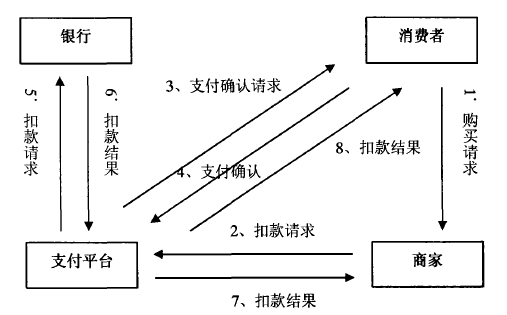 银行
消费者
3、支付确认请求
5、扣款请求
6、扣款结果
1、购买请求
4、支付确认
8、扣款结果
2、扣款请求
支付平台
商家
7、扣款结果